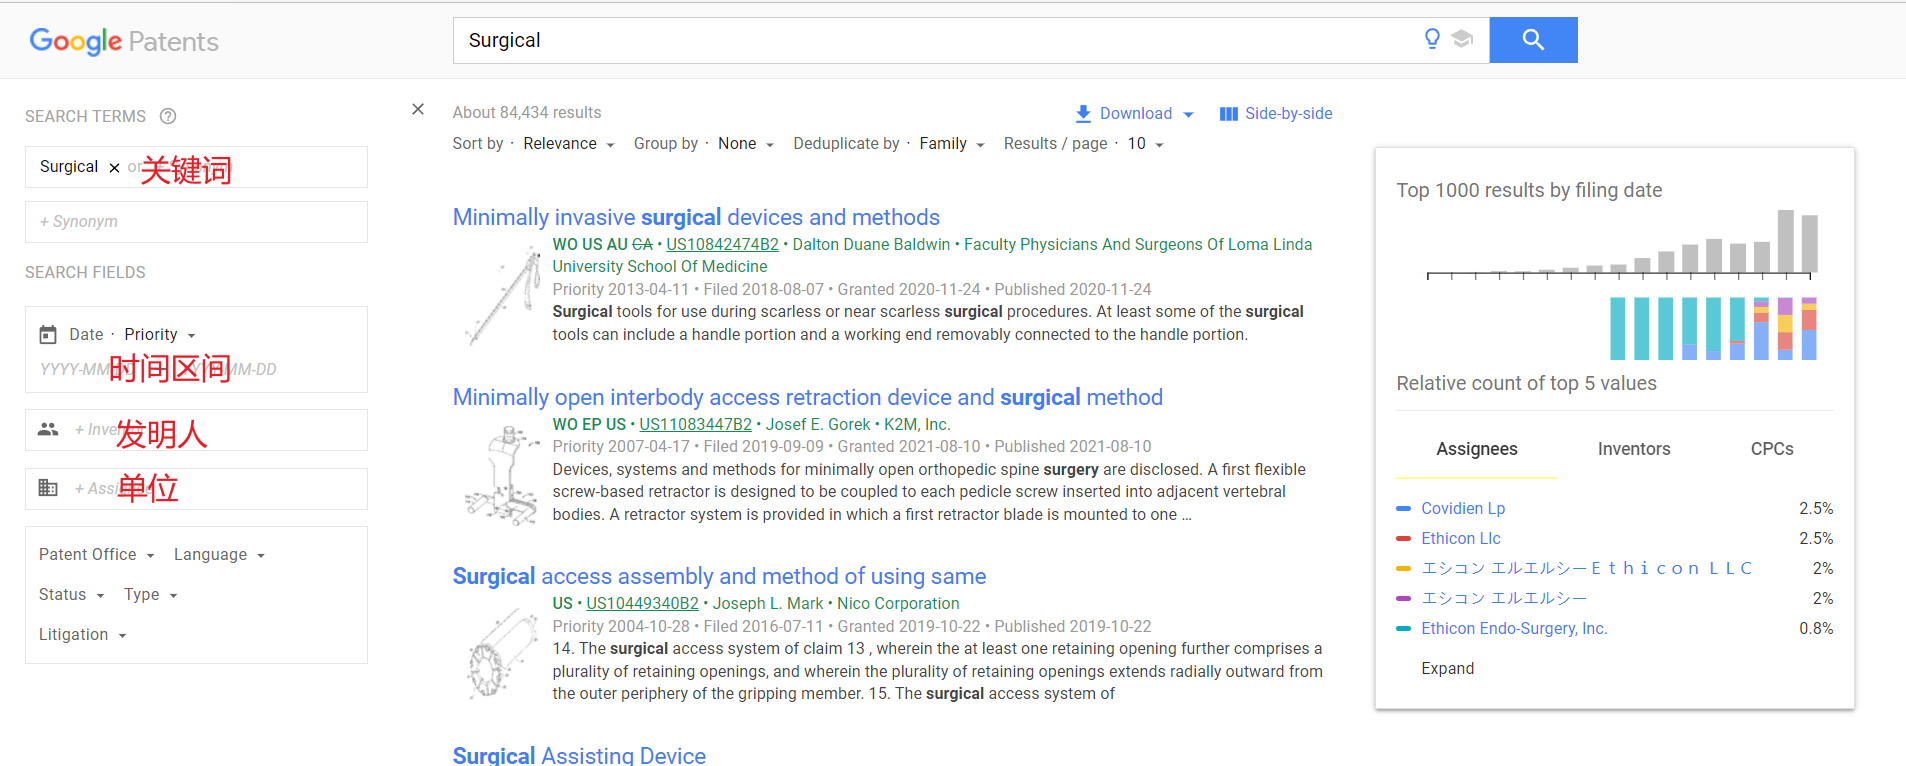 Google Patents
Surgical
SEARCH TERMS
Surgical × or 关键词
+ Synonym
SEARCH FIELDS
Date · Priority
YYYY-MM 时间区间 MM-DD
+ 发明人
+ 单位
Patent Office Language
Status Type
Litigation
About 84,434 results
Download Side-by-side
Sort by · Relevance Group by · None Deduplicate by · Family Results / page · 10
Minimally invasive surgical devices and methods
WO US AU CA • US10842474B2 • Dalton Duane Baldwin • Faculty Physicians And Surgeons Of Loma Linda
University School Of Medicine
Priority 2013-04-11 • Filed 2018-08-07 • Granted 2020-11-24 • Published 2020-11-24
Surgical tools for use during scarless or near scarless surgical procedures. At least some of the surgical
tools can include a handle portion and a working end removably connected to the handle portion.
Minimally open interbody access retraction device and surgical method
WO EP US • US11083447B2 • Josef E. Gorek • K2M, Inc.
Priority 2007-04-17 • Filed 2019-09-09 • Granted 2021-08-10 • Published 2021-08-10
Devices, systems and methods for minimally open orthopedic spine surgery are disclosed. A first flexible
screw-based retractor is designed to be coupled to each pedicle screw inserted into adjacent vertebral
bodies. A retractor system is provided in which a first retractor blade is mounted to one ...
Surgical access assembly and method of using same
US • US10449340B2 • Joseph L. Mark • Nico Corporation
Priority 2004-10-28 • Filed 2016-07-11 • Granted 2019-10-22 • Published 2019-10-22
14. The surgical access system of claim 13 , wherein the at least one retaining opening further comprises a
plurality of retaining openings, and wherein the plurality of retaining openings extends radially outward from
the outer periphery of the gripping member. 15. The surgical access system of
Surgical Assisting Device
Top 1000 results by filing date
Relative count of top 5 values
Assignees Inventors CPCs
Covidien Lp 2.5%
Ethicon Llc 2.5%
エシコン エルエルシーＥｔｈｉｃｏｎ ＬＬＣ 2%
エシコン エルエルシー 2%
Ethicon Endo-Surgery, Inc. 0.8%
Expand